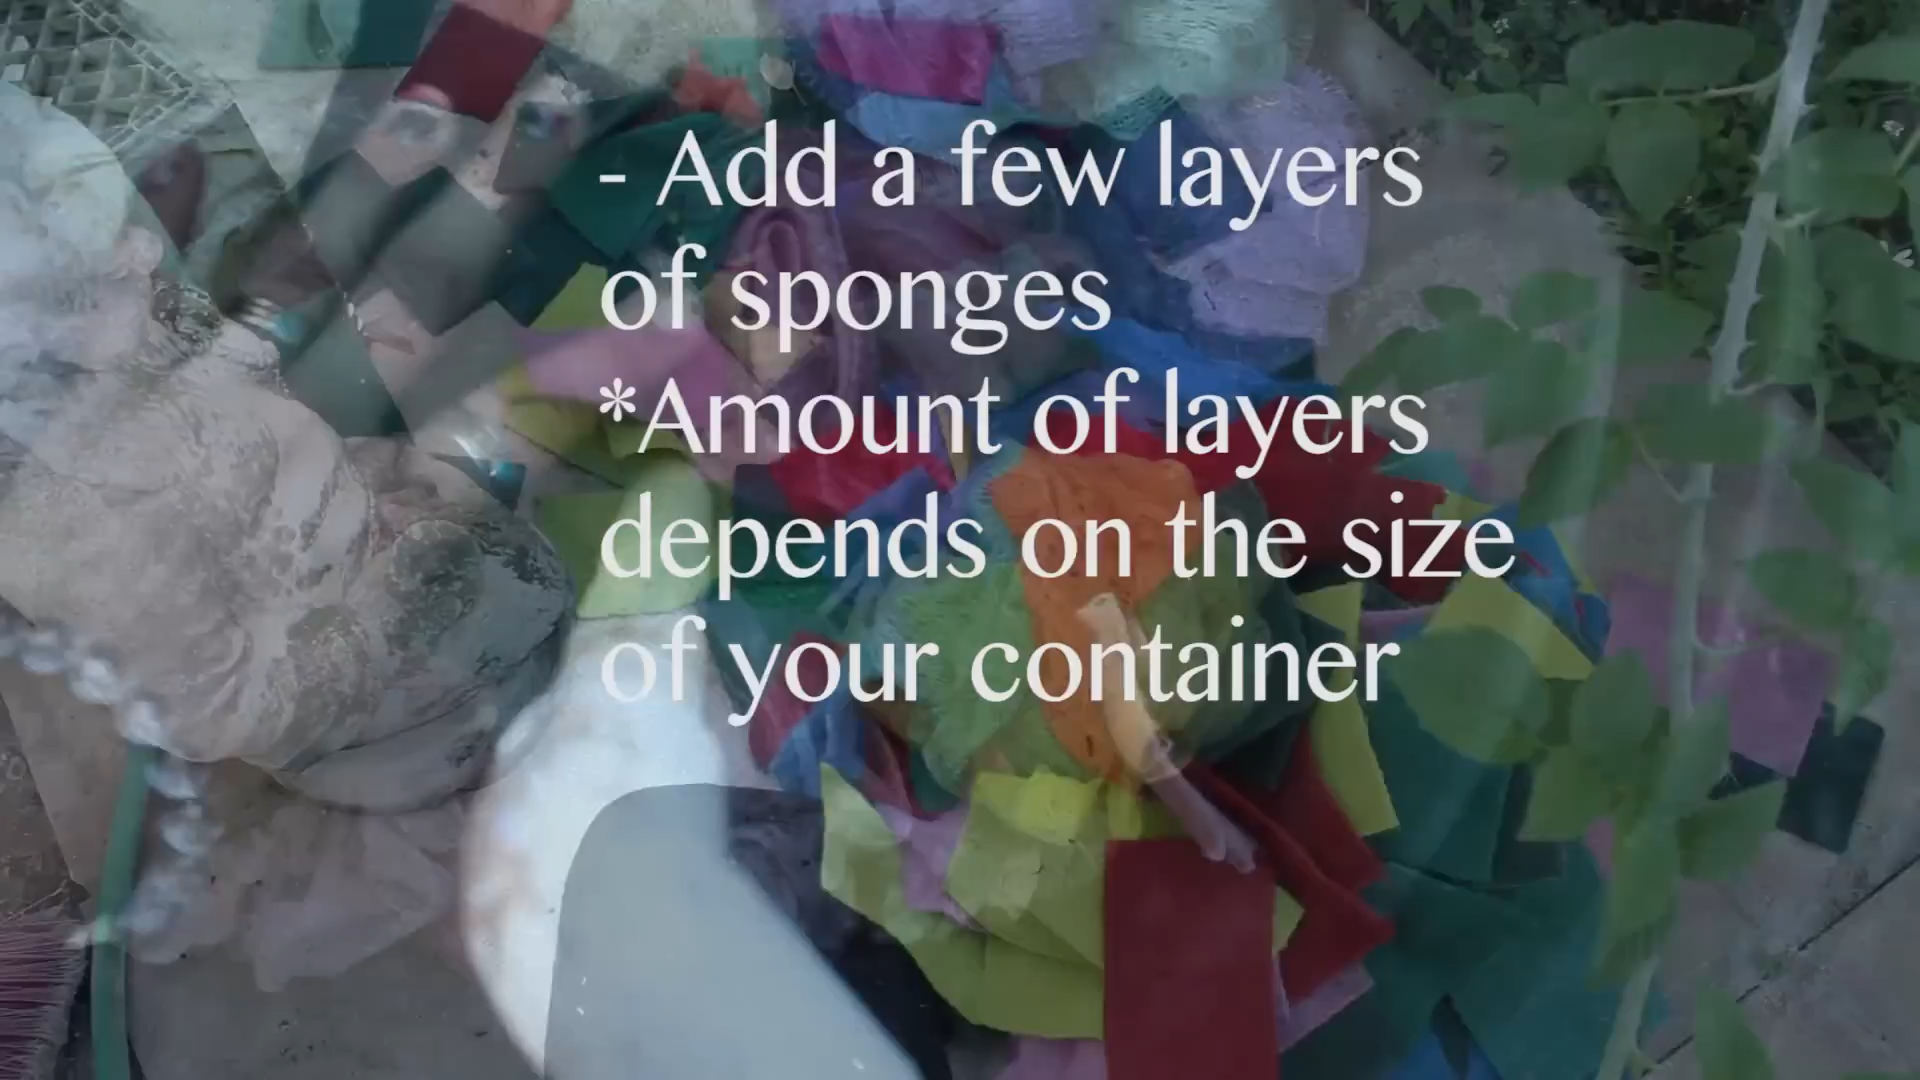 - Add a few layers
of sponges
*Amount of layers
depends on the size
of your container